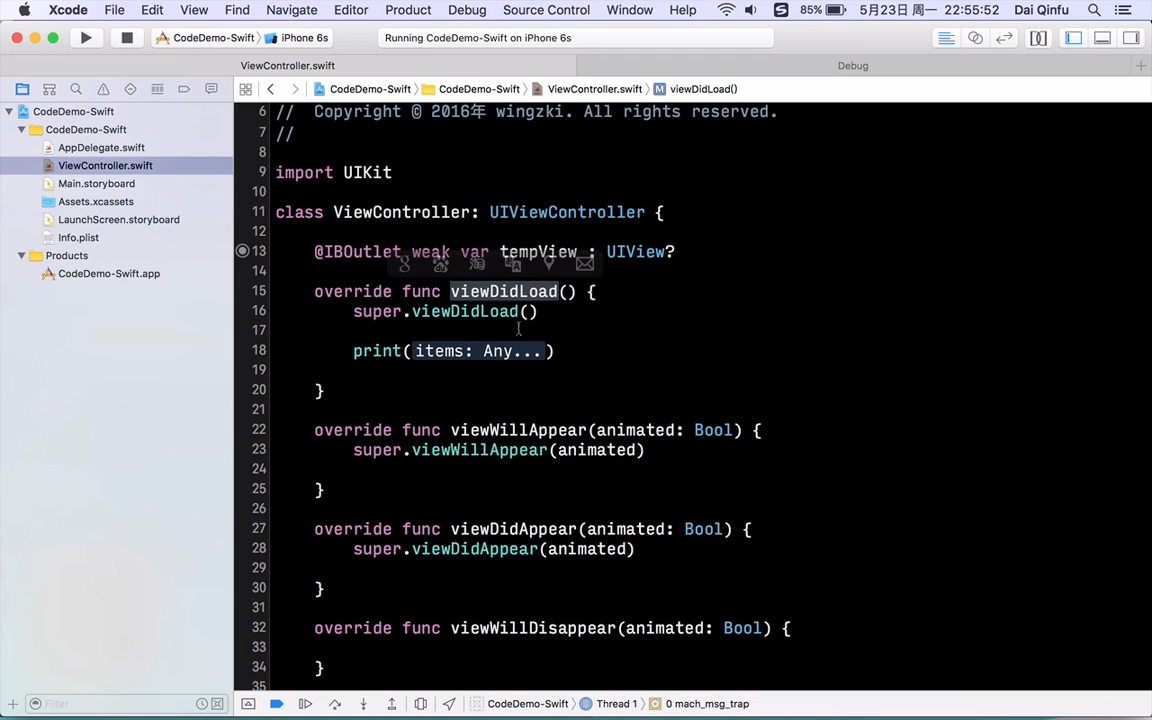 Xcode File Edit View Find Navigate Editor Product Debug Source Control Window Help 85% 5月23日 周一 22:55:52 Dai Qinfu
CodeDemo-Swift iPhone 6s Running CodeDemo-Swift on iPhone 6s
ViewController.swift Debug
CodeDemo-Swift CodeDemo-Swift ViewController.swift M viewDidLoad()
CodeDemo-Swift
CodeDemo-Swift
AppDelegate.swift
ViewController.swift
Main.storyboard
Assets.xcassets
LaunchScreen.storyboard
Info.plist
Products
CodeDemo-Swift.app
6 // Copyright © 2016年 wingzki. All rights reserved.
7 //
8
9 import UIKit
10
11 class ViewController: UIViewController {
12
13 @IBOutlet weak var tempView : UIView?
14
15 override func viewDidLoad() {
16 super.viewDidLoad()
17
18 print(items: Any...)
19
20 }
21
22 override func viewWillAppear(animated: Bool) {
23 super.viewWillAppear(animated)
24
25 }
26
27 override func viewDidAppear(animated: Bool) {
28 super.viewDidAppear(animated)
29
30 }
31
32 override func viewWillDisappear(animated: Bool) {
33
34 }
35
Filter
CodeDemo-Swift Thread 1 0 mach_msg_trap